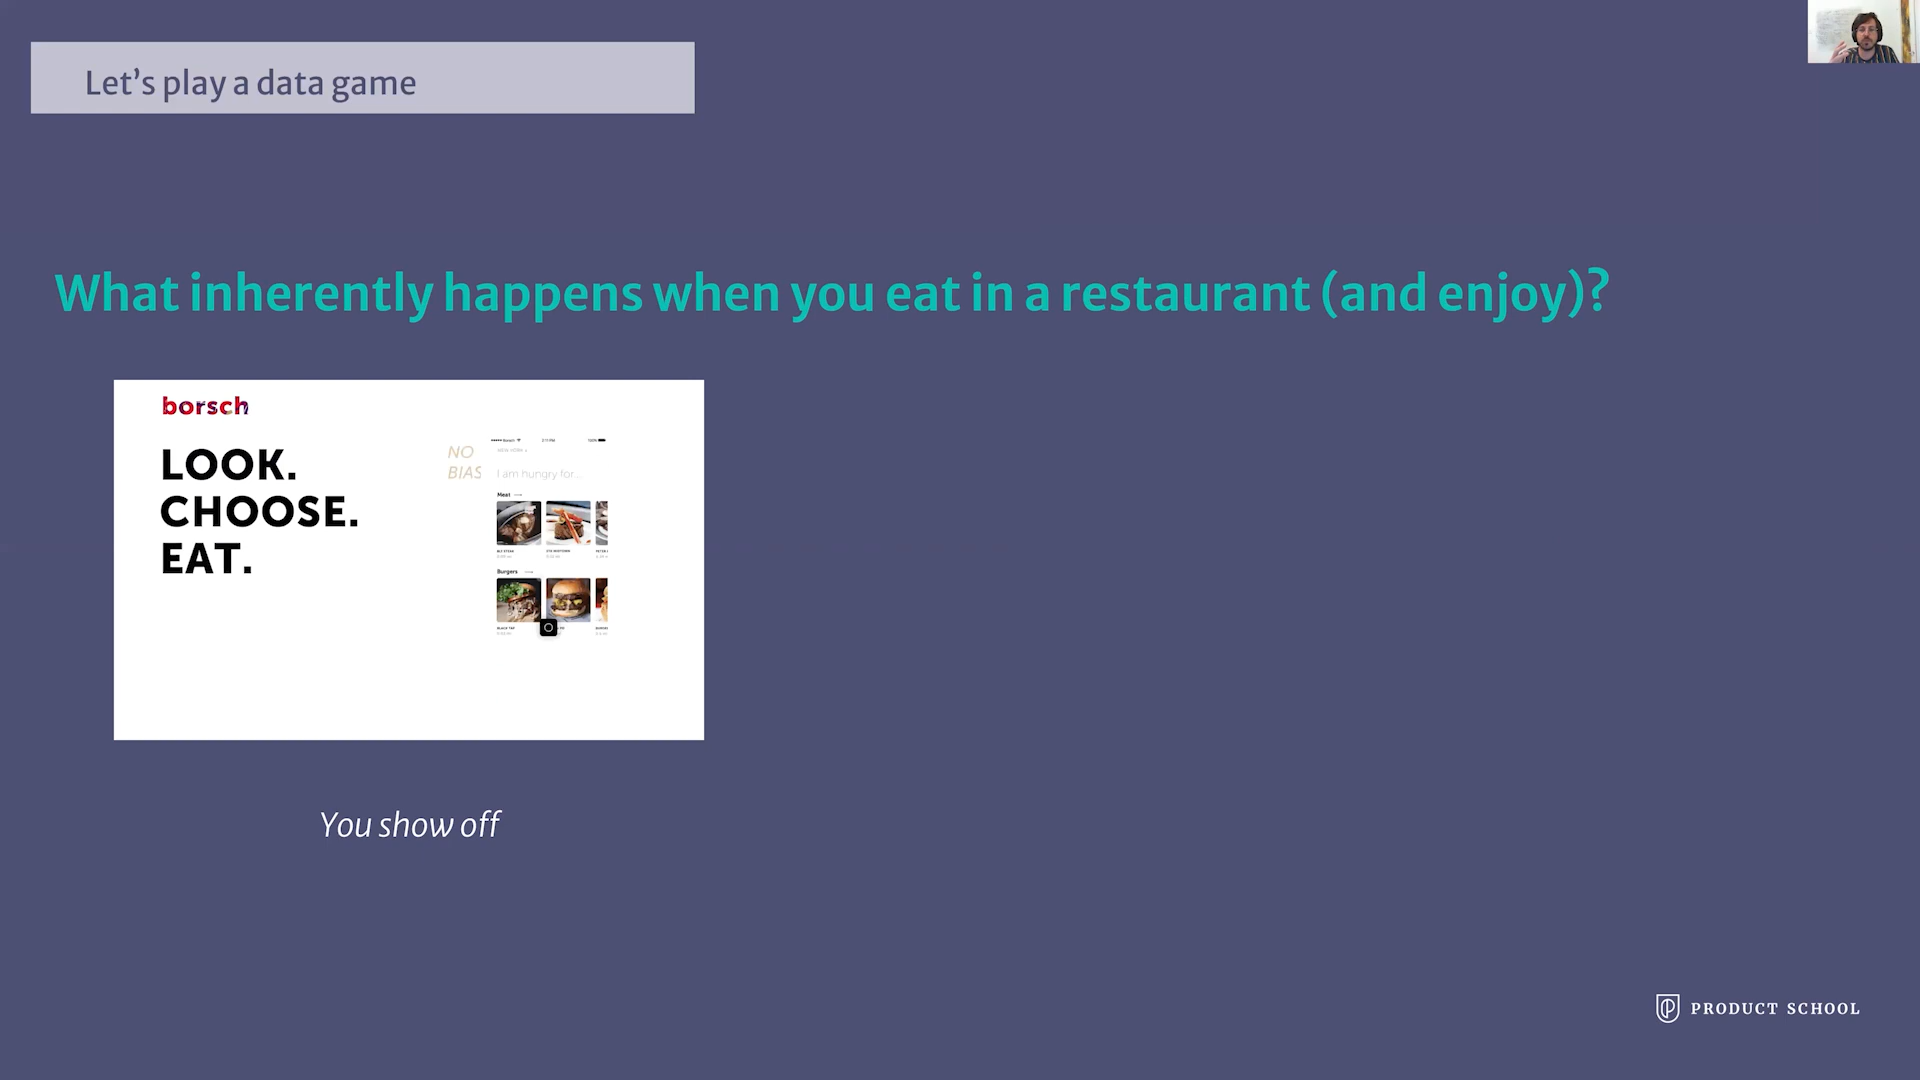 Let's play a data game
What inherently happens when you eat in a restaurant (and enjoy)?
borsch
LOOK.
CHOOSE.
EAT.
NO
BIAS
I am hungry for...
Meat
Burgers
You show off
PRODUCT SCHOOL